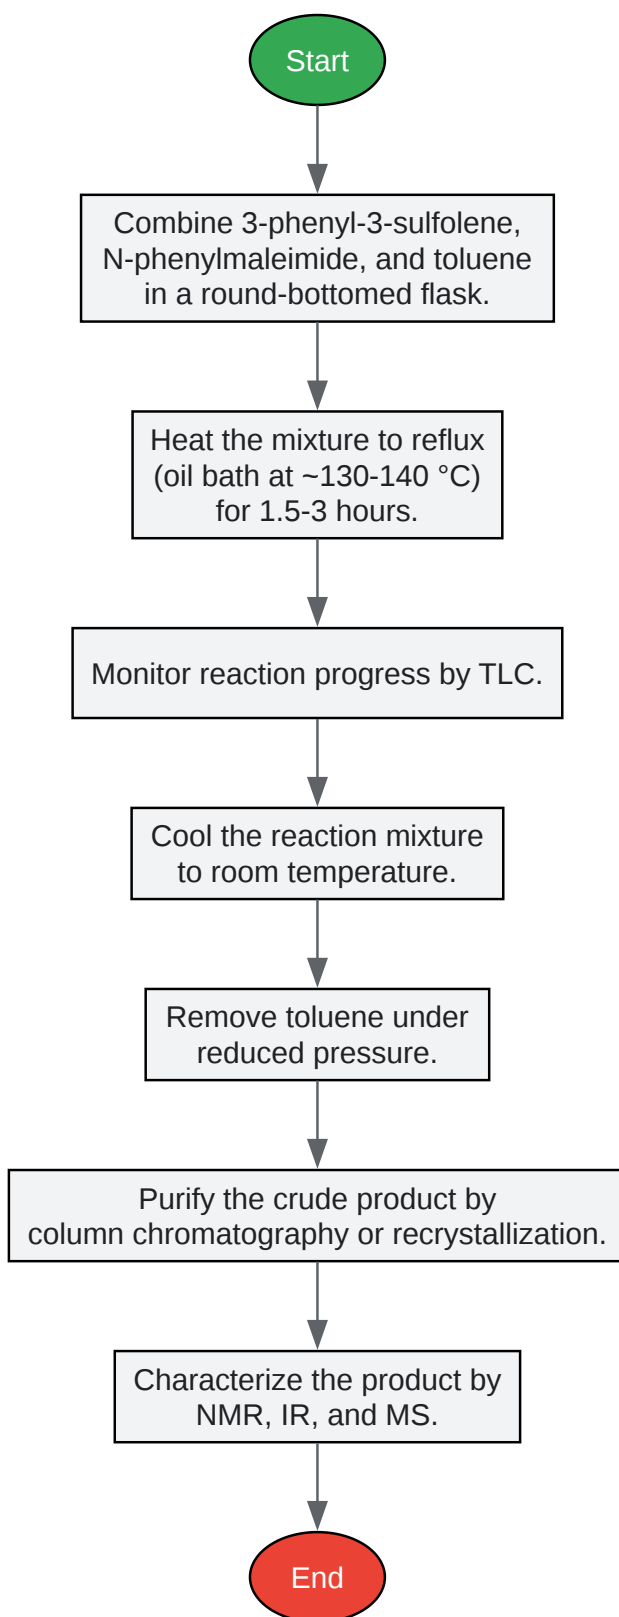 Start
Combine 3-phenyl-3-sulfolene,
N-phenylmaleimide, and toluene
in a round-bottomed flask.
Heat the mixture to reflux
(oil bath at ~130-140 °C)
for 1.5-3 hours.
Monitor reaction progress by TLC.
Cool the reaction mixture
to room temperature.
Remove toluene under
reduced pressure.
Purify the crude product by
column chromatography or recrystallization.
Characterize the product by
NMR, IR, and MS.
End